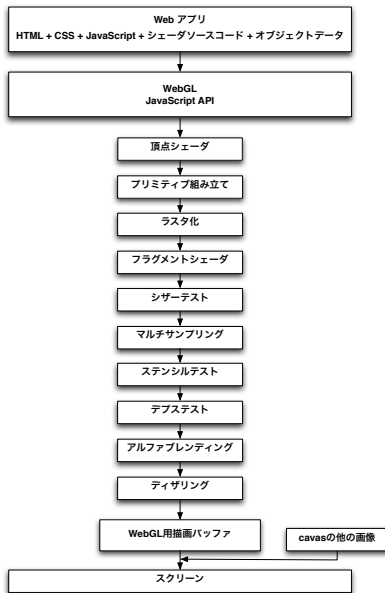 Web アプリ
HTML + CSS + JavaScript + シェーダソースコード + オブジェクトデータ
WebGL
JavaScript API
頂点シェーダ
プリミティブ組み立て
ラスタ化
フラグメントシェーダ
シザーテスト
マルチサンプリング
ステンシルテスト
デプステスト
アルファブレンディング
ディザリング
WebGL用描画バッファ
cavasの他の画像
スクリーン